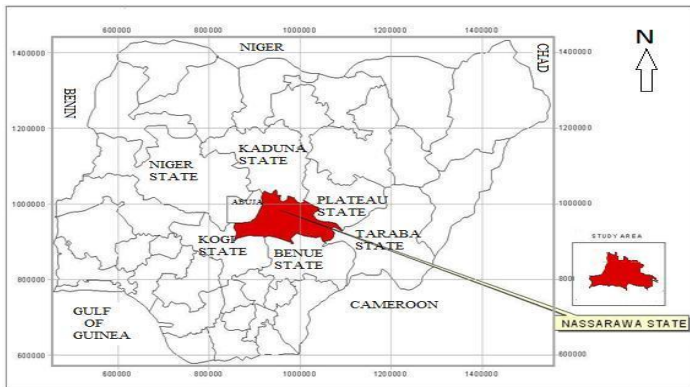 600000
800000
1000000
1200000
1400000
NIGER
CHAD
N
1400000
1400000
BENIN
1200000
1200000
KADUNA
STATE
NIGER
STATE
1000000
ABUJA
PLATEAU
STATE
1000000
KOGI
STATE
TARABA
STATE
BENUE
STATE
STUDY AREA
800000
8000
CAMEROON
GULF
OF
GUINEA
NASSARAWA STATE
600000
600000
600000
800000
1000000
1200000
1400000